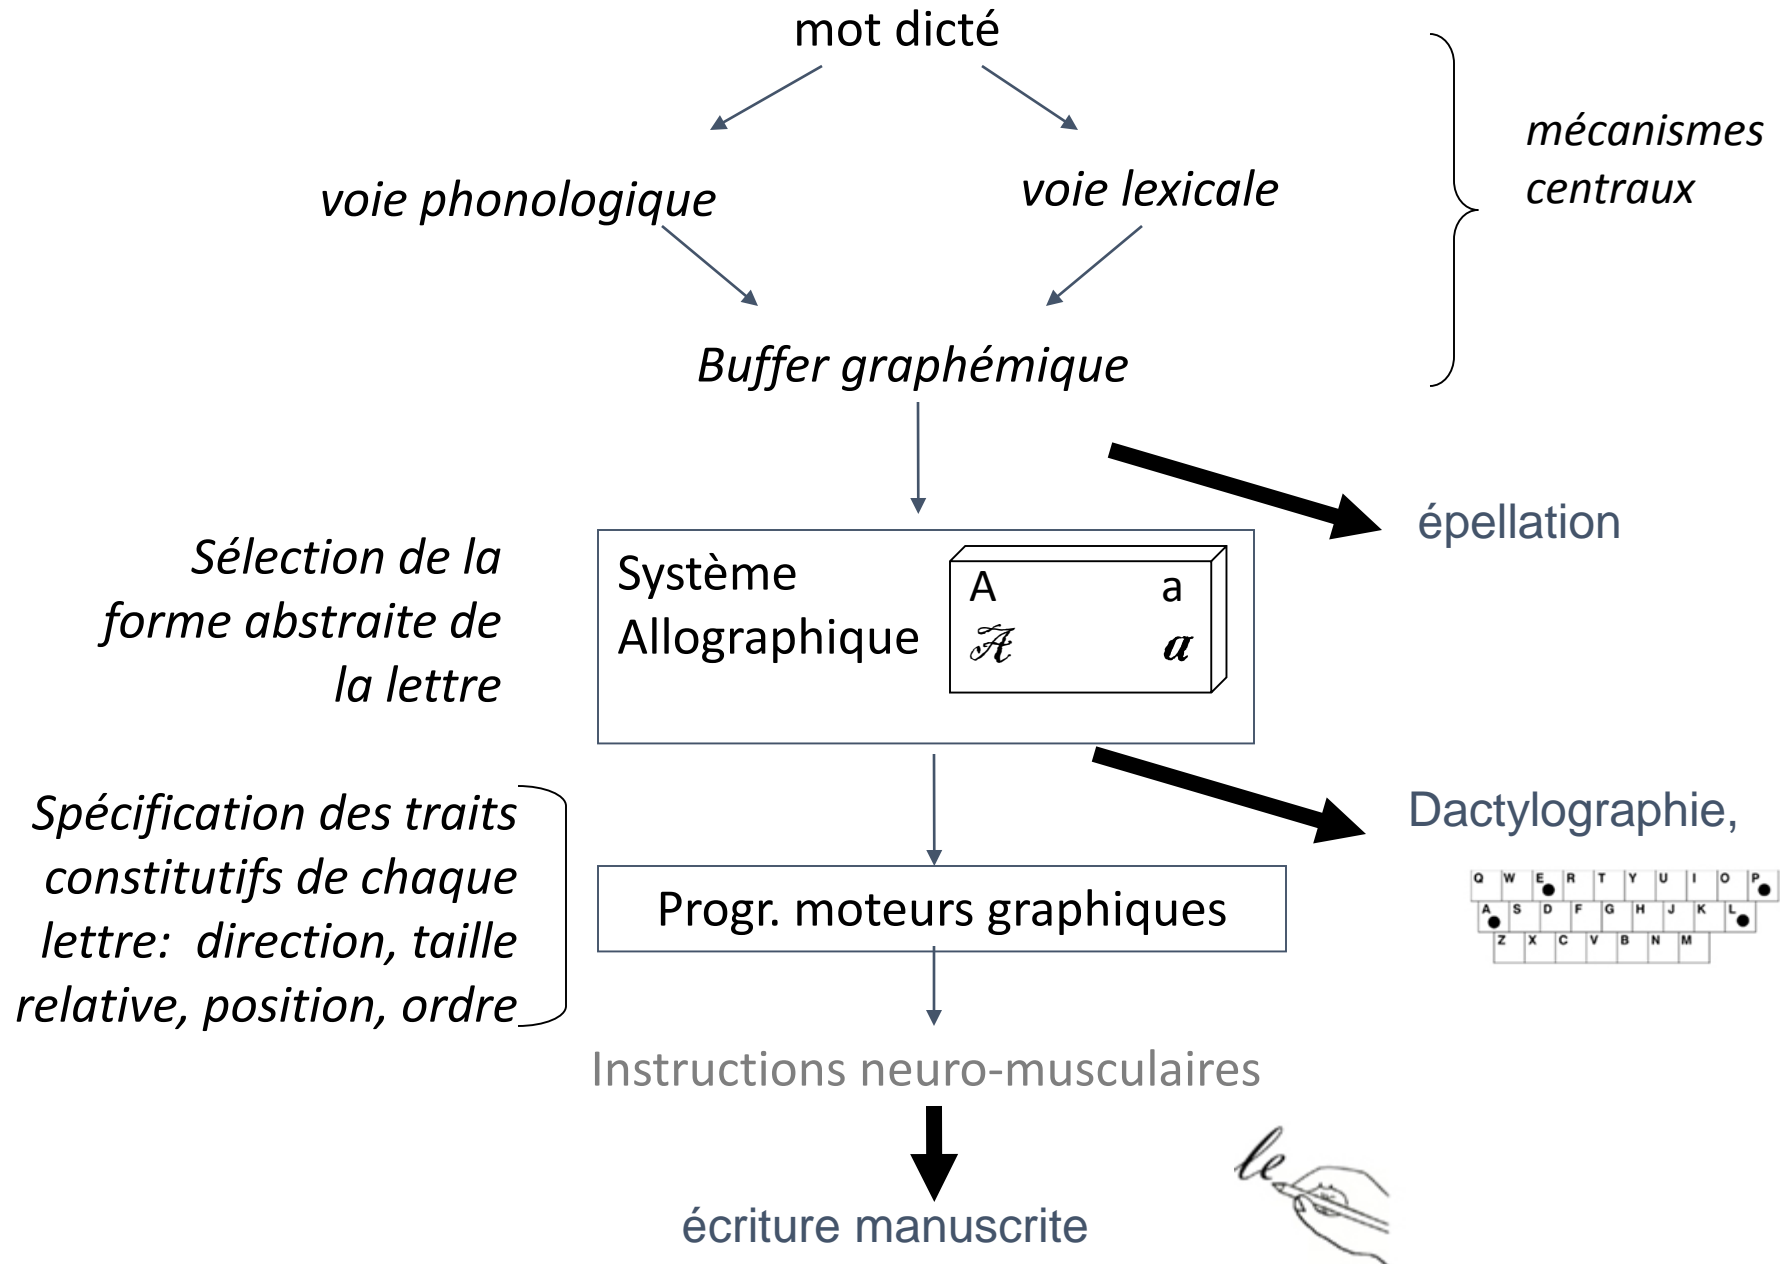 mot dicté
mécanismes
centraux
voie phonologique
voie lexicale
Buffer graphémique
épellation
Sélection de la
forme abstraite de
la lettre
Système
Allographique
A a
A a
Spécification des traits
constitutifs de chaque
lettre: direction, taille
relative, position, ordre
Dactylographie,
Q W E R T Y U I O P
A S D F G H J K L
Z X C V B N M
Progr. moteurs graphiques
Instructions neuro-musculaires
le
écriture manuscrite